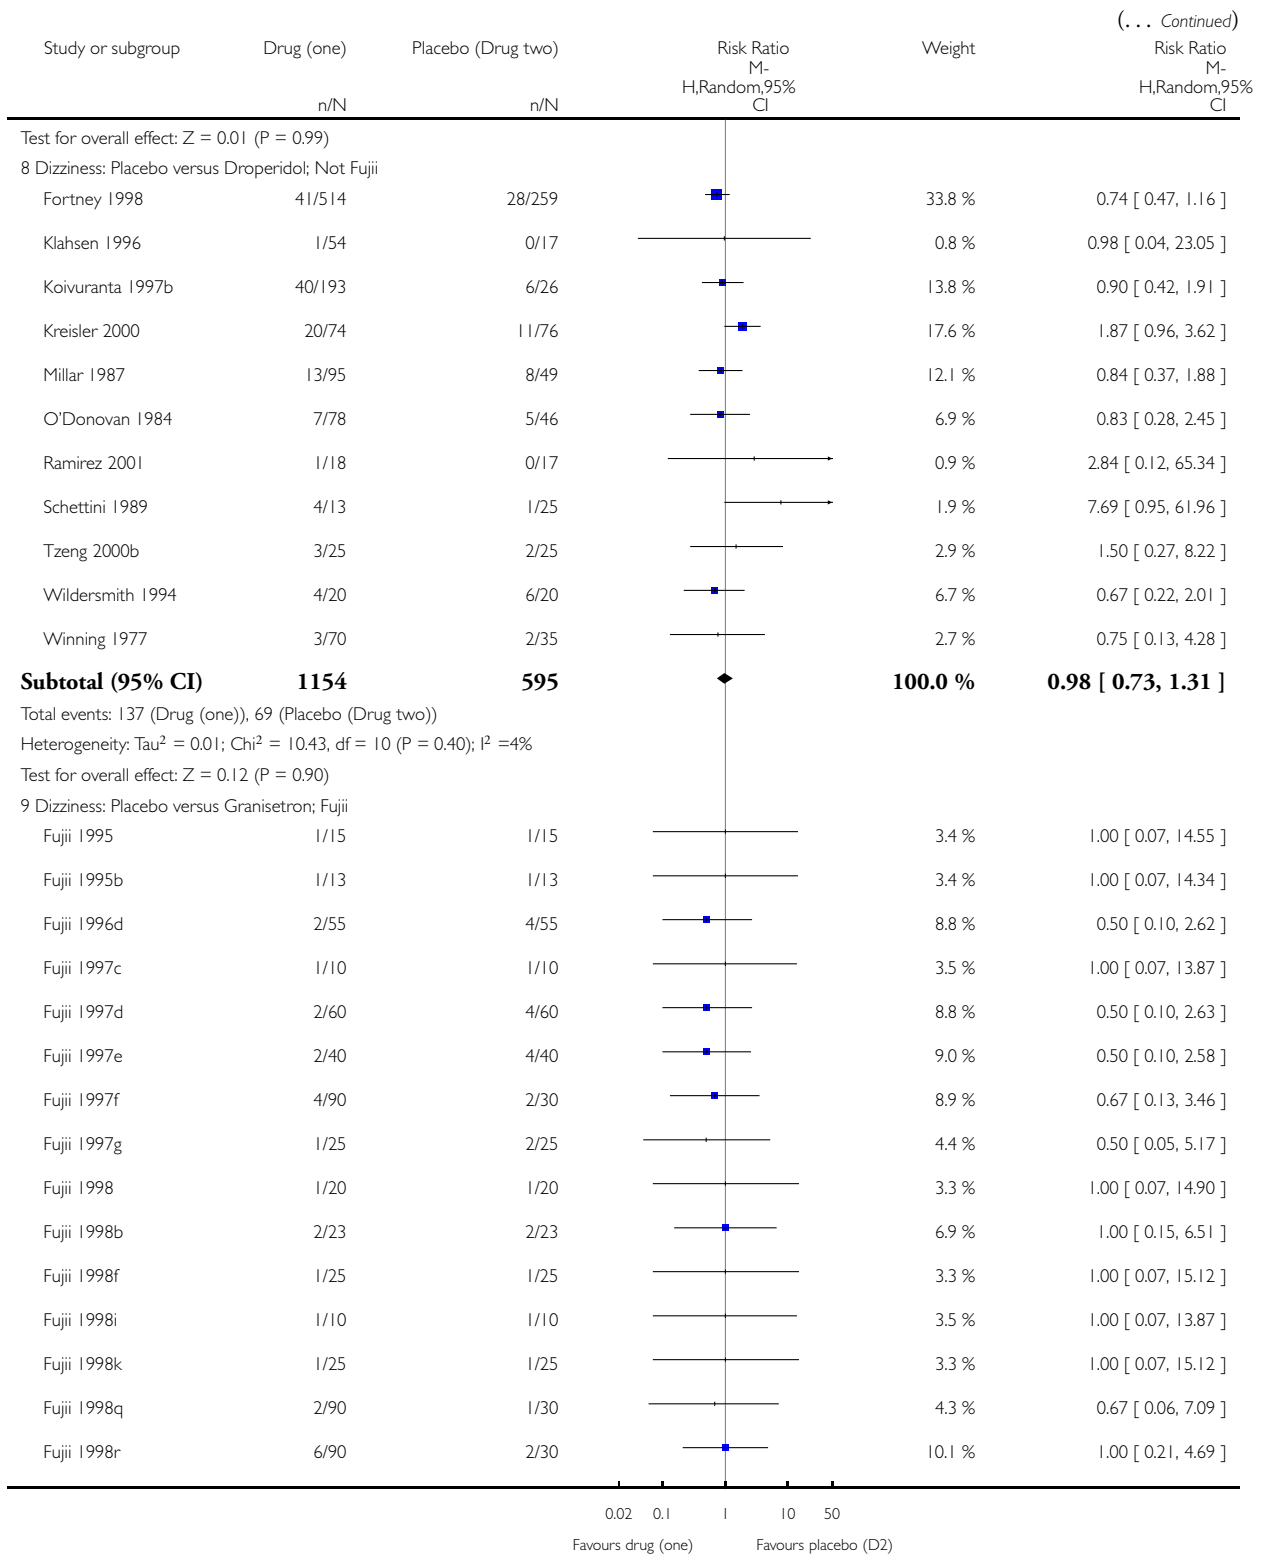 (... Continued)
Study or subgroup Drug (one) Placebo (Drug two) Risk Ratio Weight Risk Ratio
M- M-
H,Random,95% H,Random,95%
n/N n/N CI CI
Test for overall effect: Z = 0.01 (P = 0.99)
8 Dizziness: Placebo versus Droperidol; Not Fujii
Fortney 1998 41/514 28/259 33.8 % 0.74 [ 0.47, 1.16 ]
Klahsen 1996 1/54 0/17 0.8 % 0.98 [ 0.04, 23.05 ]
Koivuranta 1997b 40/193 6/26 13.8 % 0.90 [ 0.42, 1.91 ]
Kreisler 2000 20/74 11/76 17.6 % 1.87 [ 0.96, 3.62 ]
Millar 1987 13/95 8/49 12.1 % 0.84 [ 0.37, 1.88 ]
O'Donovan 1984 7/78 5/46 6.9 % 0.83 [ 0.28, 2.45 ]
Ramirez 2001 1/18 0/17 0.9 % 2.84 [ 0.12, 65.34 ]
Schettini 1989 4/13 1/25 1.9 % 7.69 [ 0.95, 61.96 ]
Tzeng 2000b 3/25 2/25 2.9 % 1.50 [ 0.27, 8.22 ]
Wildersmith 1994 4/20 6/20 6.7 % 0.67 [ 0.22, 2.01 ]
Winning 1977 3/70 2/35 2.7 % 0.75 [ 0.13, 4.28 ]
Subtotal (95% CI) 1154 595 100.0 % 0.98 [ 0.73, 1.31 ]
Total events: 137 (Drug (one)), 69 (Placebo (Drug two))
Heterogeneity: Tau² = 0.01; Chi² = 10.43, df = 10 (P = 0.40); I² =4%
Test for overall effect: Z = 0.12 (P = 0.90)
9 Dizziness: Placebo versus Granisetron; Fujii
Fujii 1995 1/15 1/15 3.4 % 1.00 [ 0.07, 14.55 ]
Fujii 1995b 1/13 1/13 3.4 % 1.00 [ 0.07, 14.34 ]
Fujii 1996d 2/55 4/55 8.8 % 0.50 [ 0.10, 2.62 ]
Fujii 1997c 1/10 1/10 3.5 % 1.00 [ 0.07, 13.87 ]
Fujii 1997d 2/60 4/60 8.8 % 0.50 [ 0.10, 2.63 ]
Fujii 1997e 2/40 4/40 9.0 % 0.50 [ 0.10, 2.58 ]
Fujii 1997f 4/90 2/30 8.9 % 0.67 [ 0.13, 3.46 ]
Fujii 1997g 1/25 2/25 4.4 % 0.50 [ 0.05, 5.17 ]
Fujii 1998 1/20 1/20 3.3 % 1.00 [ 0.07, 14.90 ]
Fujii 1998b 2/23 2/23 6.9 % 1.00 [ 0.15, 6.51 ]
Fujii 1998f 1/25 1/25 3.3 % 1.00 [ 0.07, 15.12 ]
Fujii 1998i 1/10 1/10 3.5 % 1.00 [ 0.07, 13.87 ]
Fujii 1998k 1/25 1/25 3.3 % 1.00 [ 0.07, 15.12 ]
Fujii 1998q 2/90 1/30 4.3 % 0.67 [ 0.06, 7.09 ]
Fujii 1998r 6/90 2/30 10.1 % 1.00 [ 0.21, 4.69 ]
0.02 0.1 1 10 50
Favours drug (one) Favours placebo (D2)